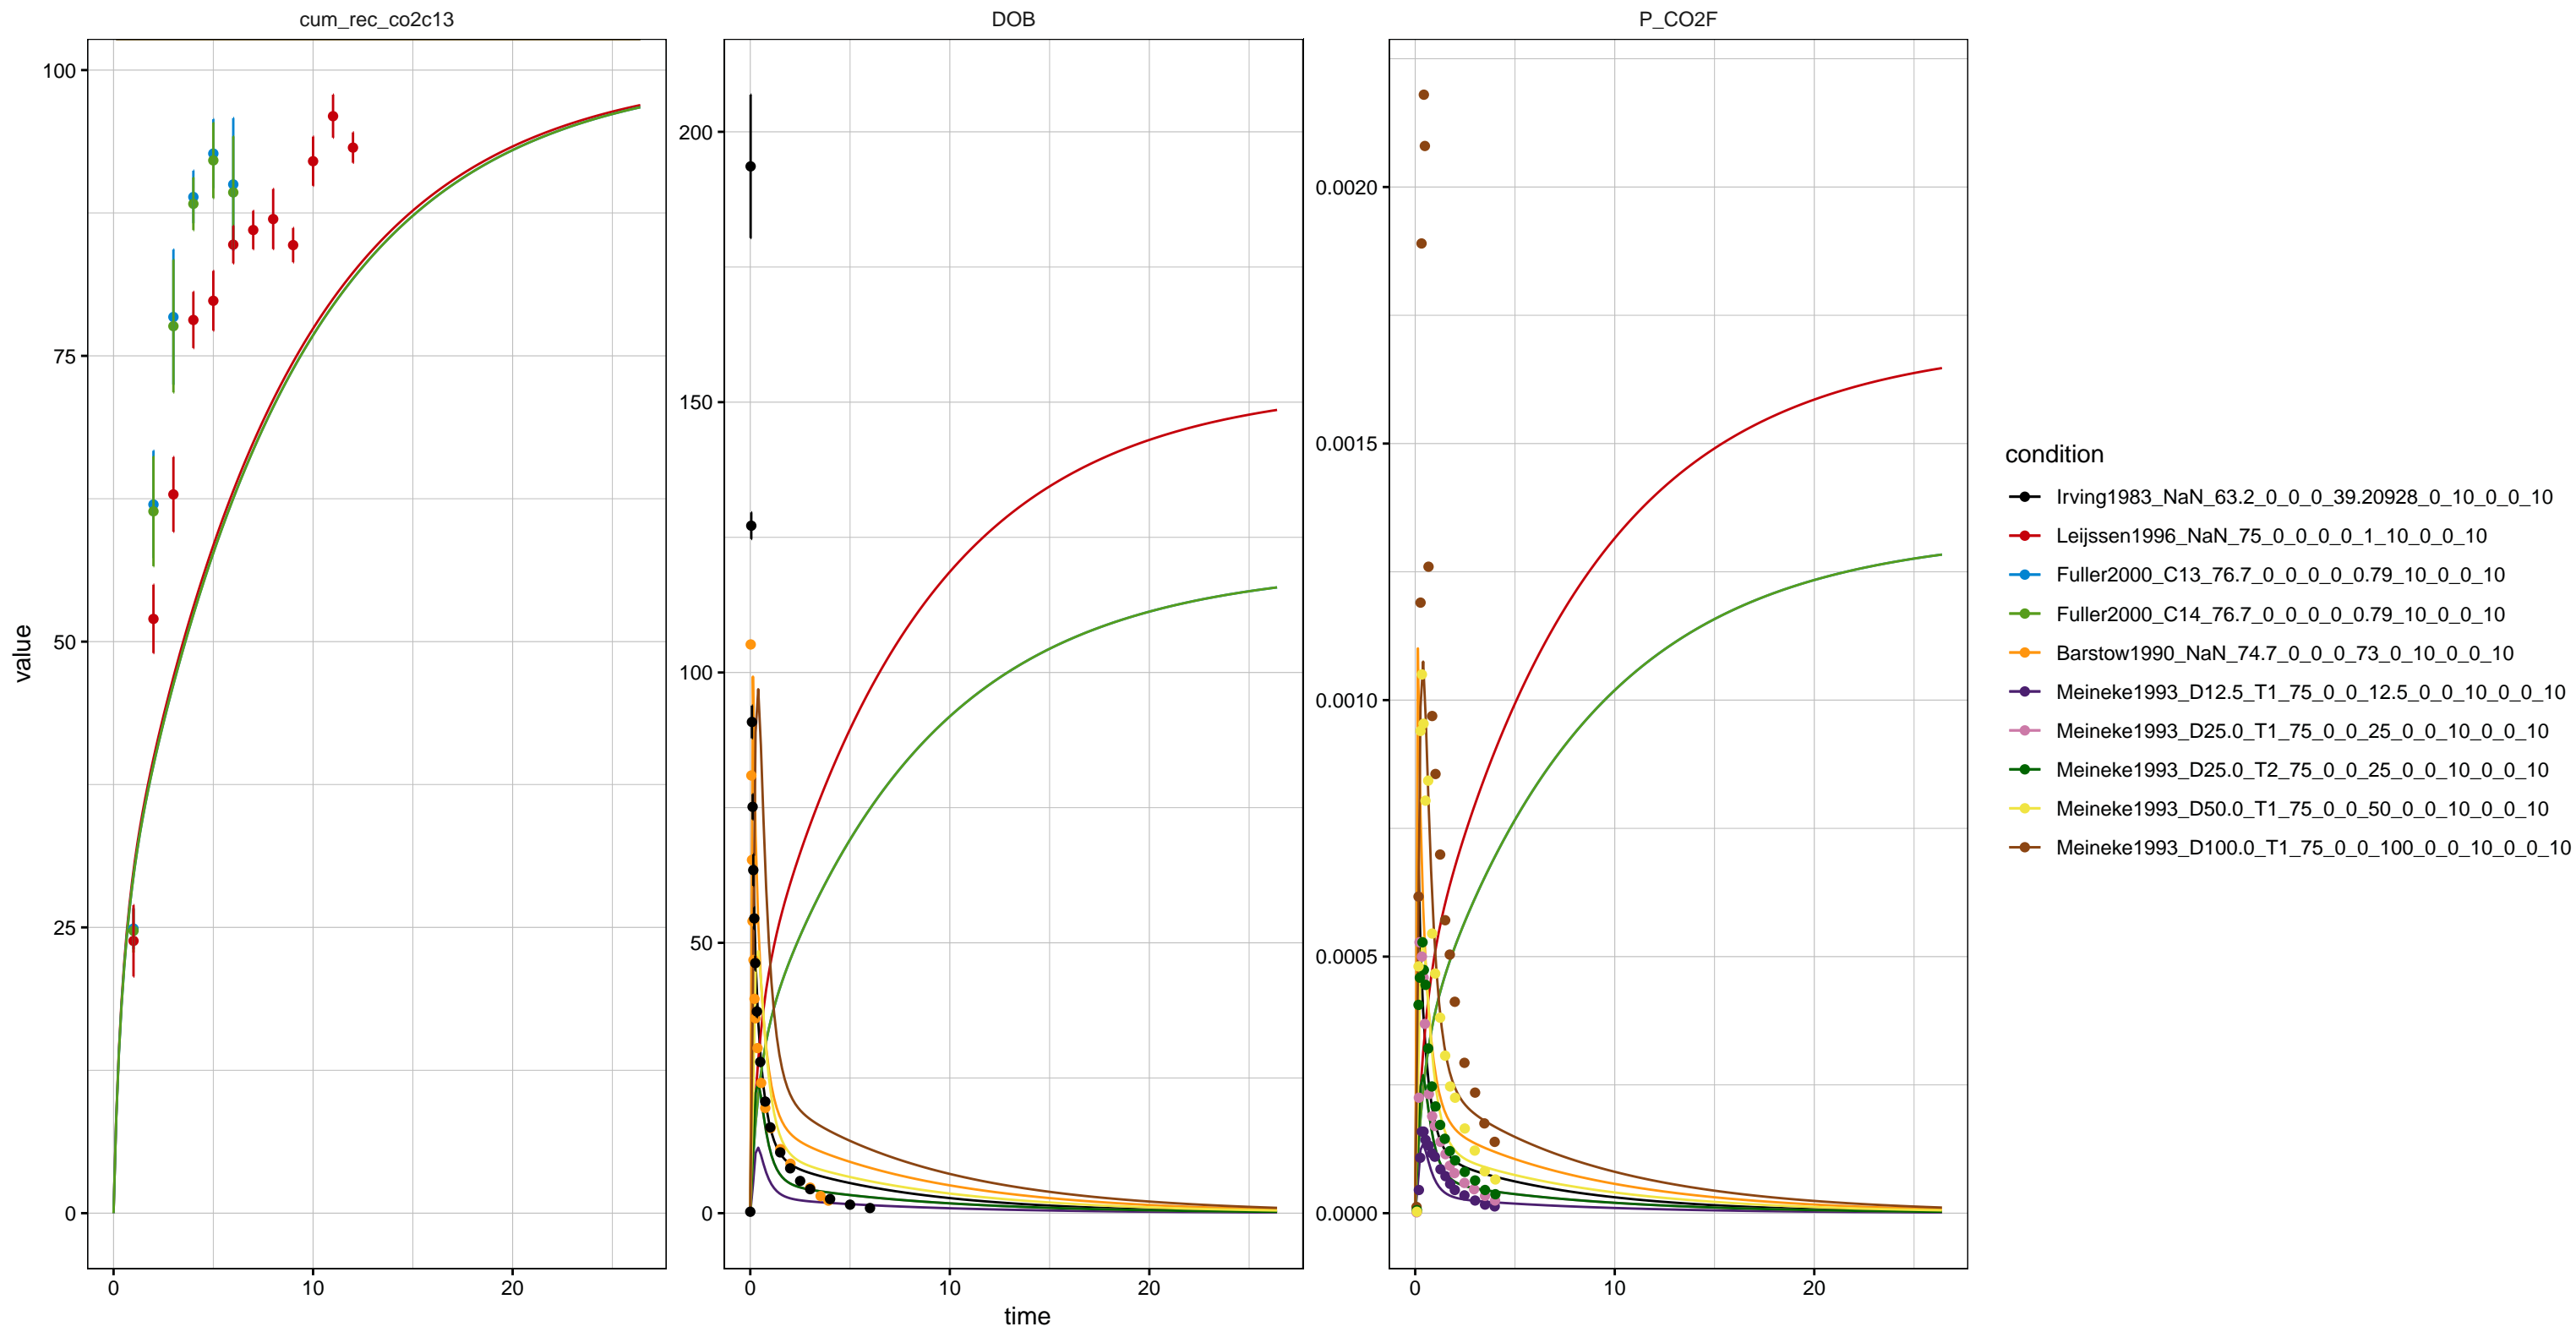 cum_rec_co2c13
DOB
P_CO2F
value
100
75
50
25
0
0
10
20
200
150
100
50
0
0
10
20
time
0.0020
0.0015
0.0010
0.0005
0.0000
0
10
20
condition
Irving1983_NaN_63.2_0_0_0_39.20928_0_10_0_0_10
Leijssen1996_NaN_75_0_0_0_0_1_10_0_0_10
Fuller2000_C13_76.7_0_0_0_0_0.79_10_0_0_10
Fuller2000_C14_76.7_0_0_0_0_0.79_10_0_0_10
Barstow1990_NaN_74.7_0_0_0_73_0_10_0_0_10
Meineke1993_D12.5_T1_75_0_0_12.5_0_0_10_0_0_10
Meineke1993_D25.0_T1_75_0_0_25_0_0_10_0_0_10
Meineke1993_D25.0_T2_75_0_0_25_0_0_10_0_0_10
Meineke1993_D50.0_T1_75_0_0_50_0_0_10_0_0_10
Meineke1993_D100.0_T1_75_0_0_100_0_0_10_0_0_10